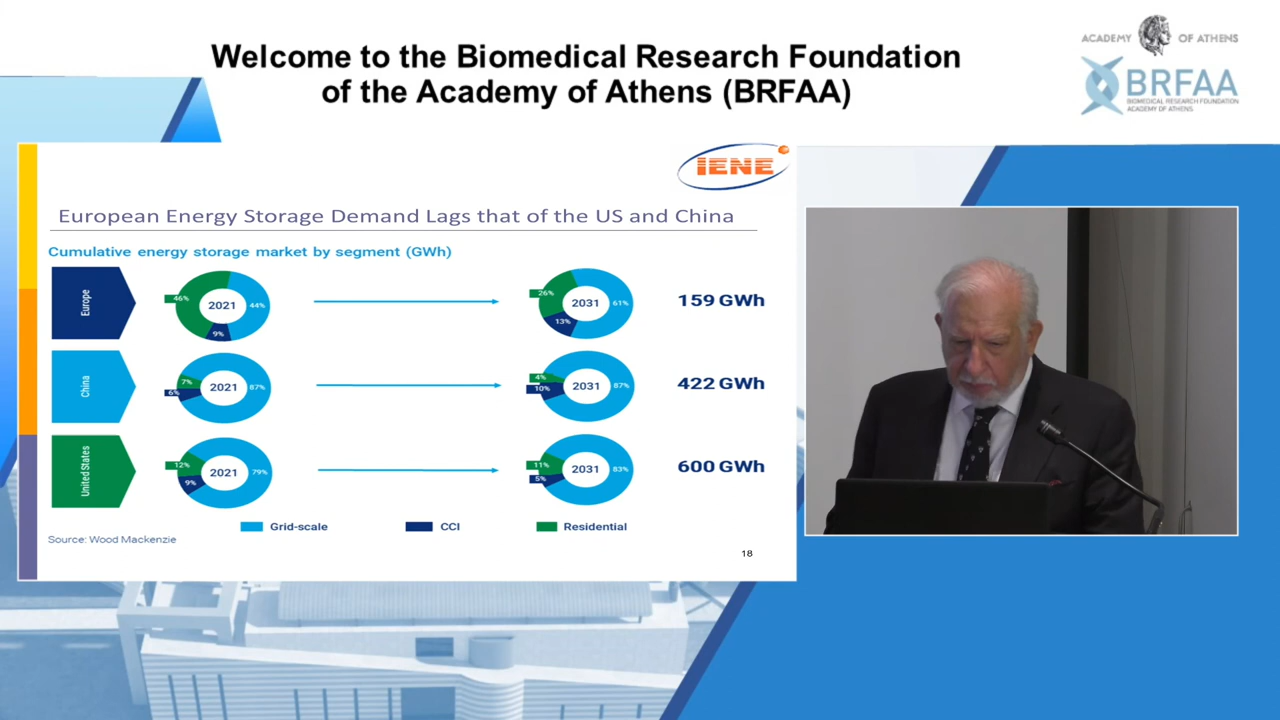 Welcome to the Biomedical Research Foundation
of the Academy of Athens (BRFAA)
ACADEMY OF ATHENS
BRFAA
BIOMEDICAL RESEARCH FOUNDATION
ACADEMY OF ATHENS
IENE
European Energy Storage Demand Lags that of the US and China
Cumulative energy storage market by segment (GWh)
Europe
46%
2021
44%
9%
26%
2031
61%
13%
159 GWh
China
7%
2021
87%
6%
4%
2031
87%
10%
422 GWh
United States
12%
2021
79%
9%
11%
2031
83%
5%
600 GWh
Grid-scale
CCI
Residential
Source: Wood Mackenzie
18